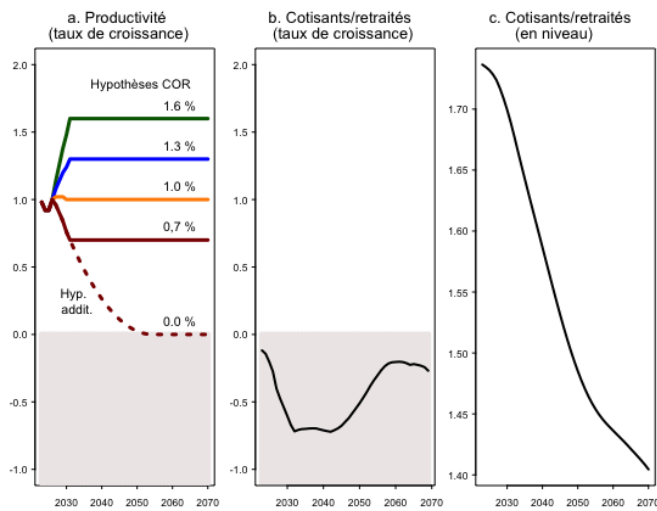 a. Productivité
(taux de croissance)
b. Cotisants/retraités
(taux de croissance)
c. Cotisants/retraités
(en niveau)
2.0
1.5
1.0
0.5
0.0
-0.5
-1.0
Hypothèses COR
1.6 %
1.3 %
1.0 %
0,7 %
Hyp.
addit.
0.0 %
2030 2040 2050 2060 2070
2.0
1.5
1.0
0.5
0.0
-0.5
-1.0
2030 2040 2050 2060 2070
1.70
1.65
1.60
1.55
1.50
1.45
1.40
2030 2040 2050 2060 2070